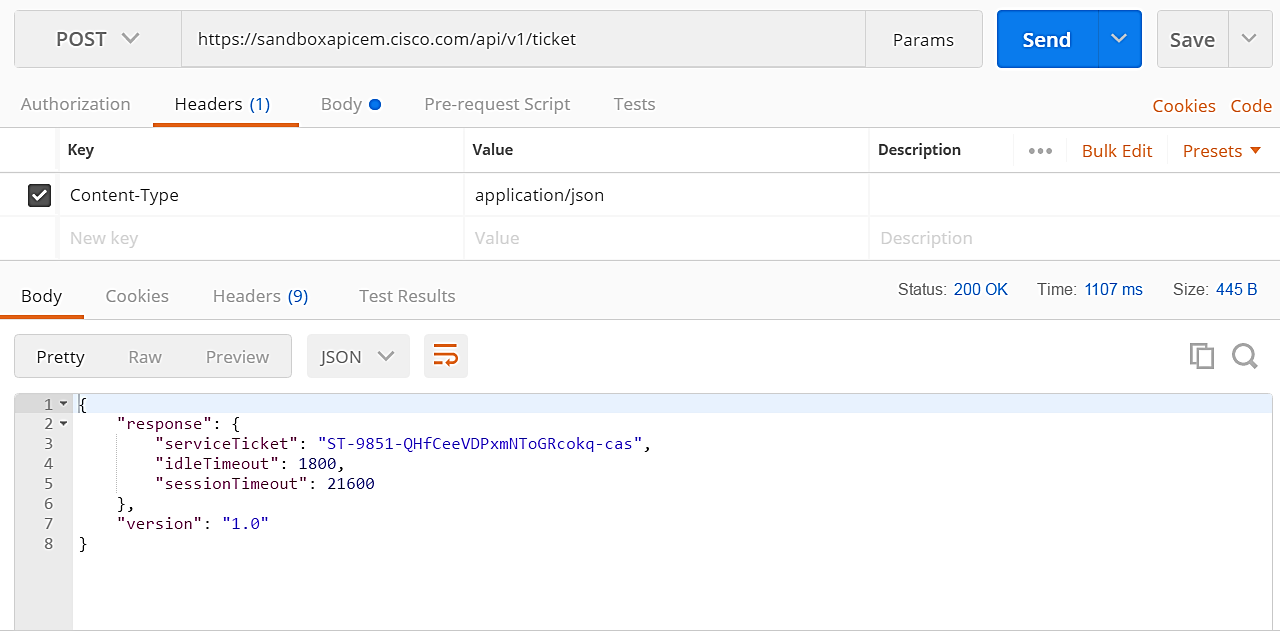 POST https://sandboxapicem.cisco.com/api/v1/ticket Params Send Save
Authorization Headers (1) Body Pre-request Script Tests Cookies Code
Key Value Description ••• Bulk Edit Presets
Content-Type application/json
New key Value Description
Body Cookies Headers (9) Test Results Status: 200 OK Time: 1107 ms Size: 445 B
Pretty Raw Preview JSON
1 {
2 "response": {
3 "serviceTicket": "ST-9851-QHfCeeVDPxmNToGRcokq-cas",
4 "idleTimeout": 1800,
5 "sessionTimeout": 21600
6 },
7 "version": "1.0"
8 }